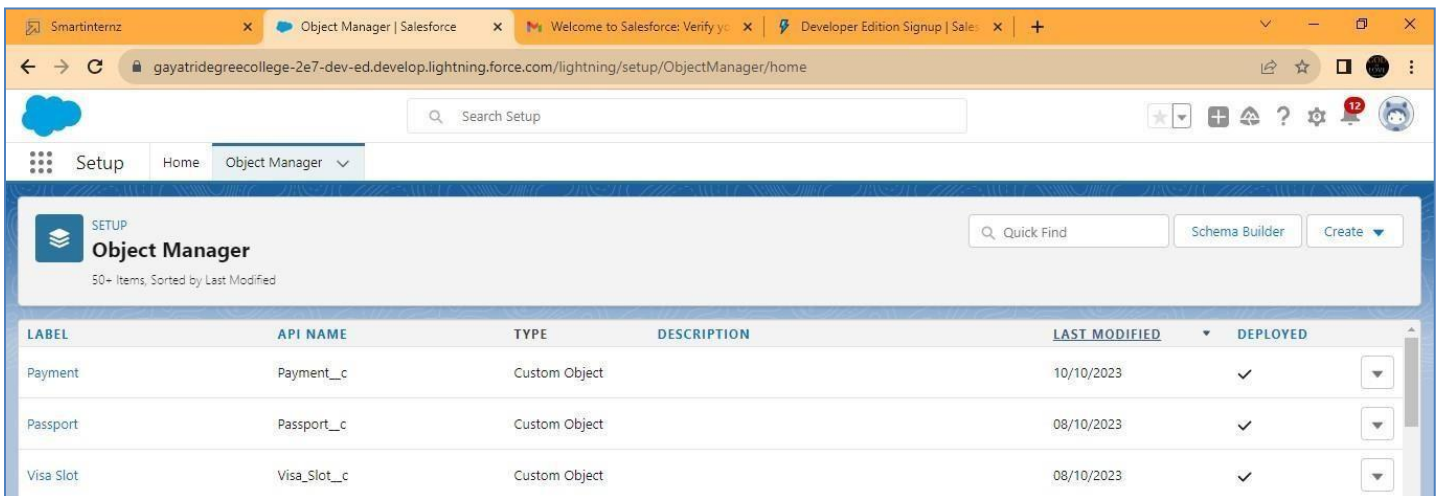 Smartinternz Object Manager | Salesforce Welcome to Salesforce: Verify yo Developer Edition Signup | Sales
gayatridegreecollege-2e7-dev-ed.develop.lightning.force.com/lightning/setup/ObjectManager/home
Search Setup 12
Setup Home Object Manager
SETUP
Object Manager
50+ Items, Sorted by Last Modified
Quick Find Schema Builder Create
LABEL API NAME TYPE DESCRIPTION LAST MODIFIED DEPLOYED
Payment Payment__c Custom Object 10/10/2023
Passport Passport__c Custom Object 08/10/2023
Visa Slot Visa_Slot__c Custom Object 08/10/2023